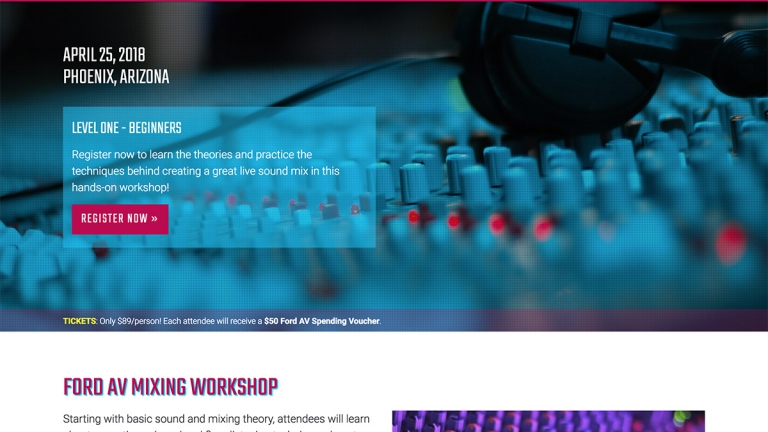 APRIL 25, 2018
PHOENIX, ARIZONA
LEVEL ONE - BEGINNERS
Register now to learn the theories and practice the
techniques behind creating a great live sound mix in this
hands-on workshop!
REGISTER NOW »
TICKETS: Only $89/person! Each attendee will receive a $50 Ford AV Spending Voucher.
FORD AV MIXING WORKSHOP
Starting with basic sound and mixing theory, attendees will learn